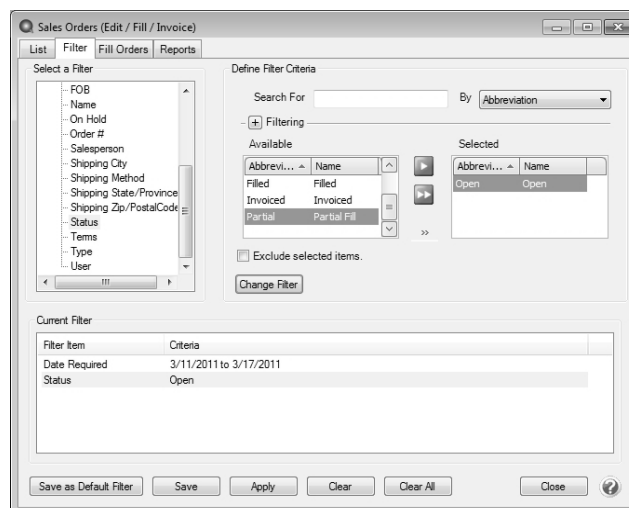 Sales Orders (Edit / Fill / Invoice)
List Filter Fill Orders Reports
Select a Filter
FOB
Name
On Hold
Order #
Salesperson
Shipping City
Shipping Method
Shipping State/Province
Shipping Zip/PostalCode
Status
Terms
Type
User
Define Filter Criteria
Search For By Abbreviation
+ Filtering
Available
Abbrevi... Name
Filled Filled
Invoiced Invoiced
Partial Partial Fill
Selected
Abbrevi... Name
Open Open
Exclude selected items.
Change Filter
Current Filter
Filter Item Criteria
Date Required 3/11/2011 to 3/17/2011
Status Open
Save as Default Filter Save Apply Clear Clear All Close ?